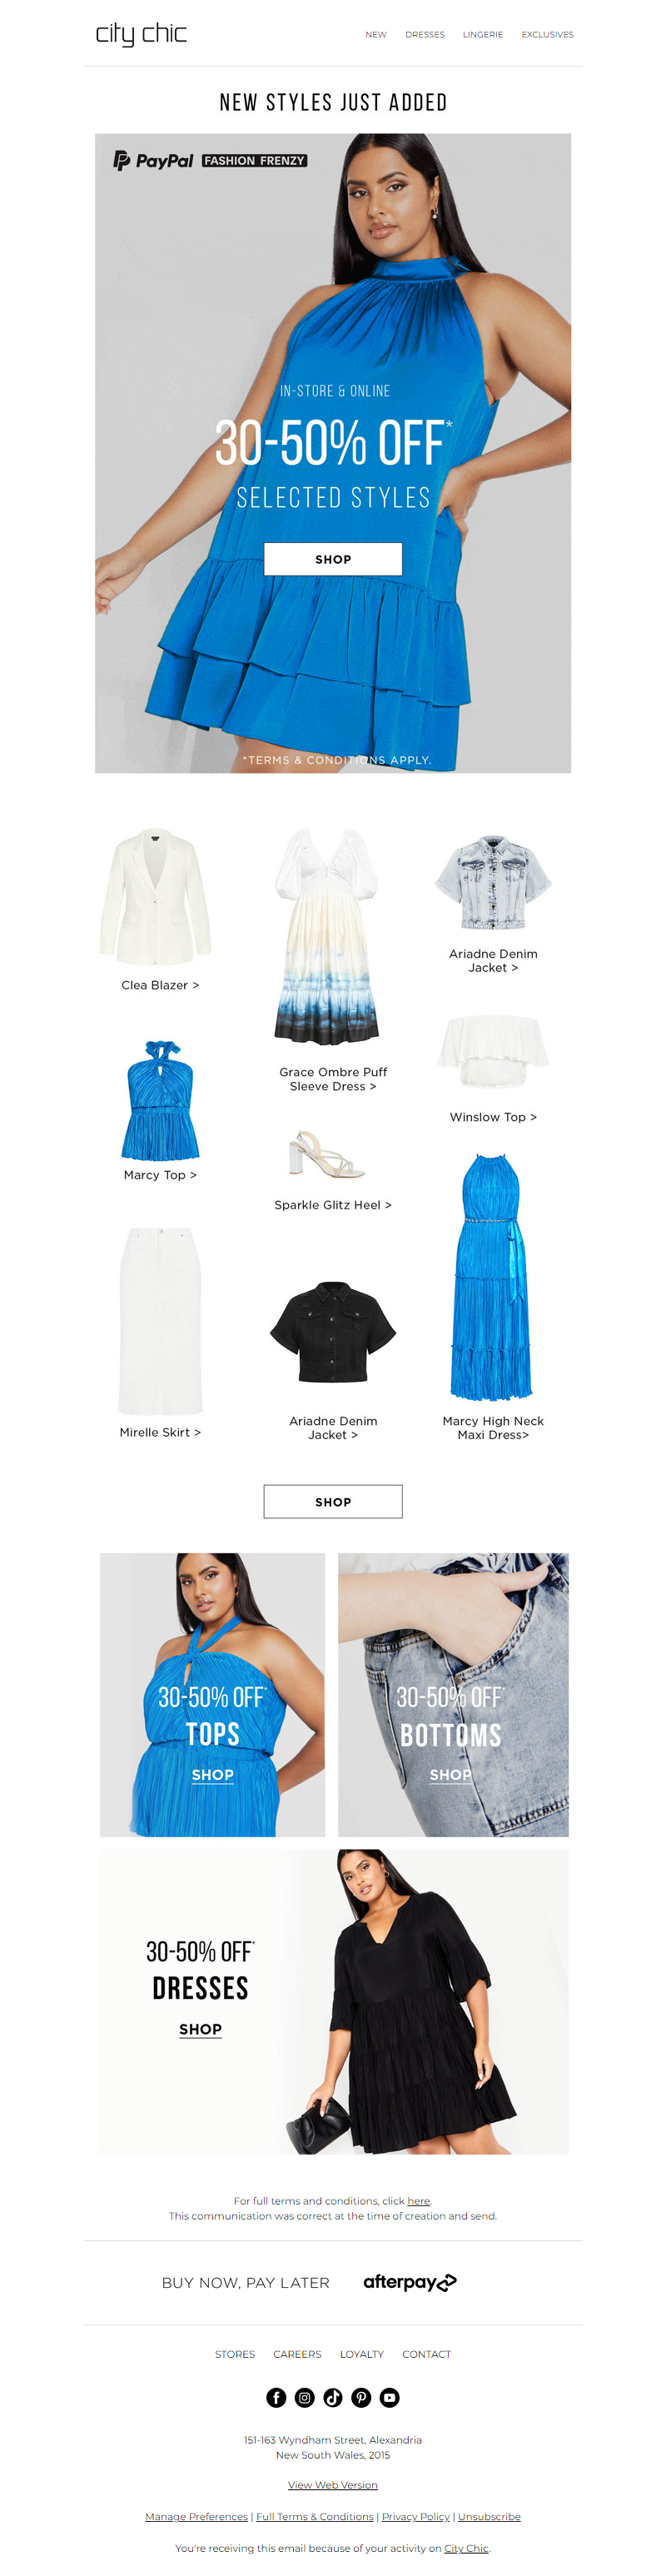 city chic
NEW DRESSES LINGERIE EXCLUSIVES
NEW STYLES JUST ADDED
PayPal FASHION FRENZY
IN-STORE & ONLINE
30-50% OFF*
SELECTED STYLES
SHOP
*TERMS & CONDITIONS APPLY.
Clea Blazer >
Grace Ombre Puff
Sleeve Dress >
Ariadne Denim
Jacket >
Marcy Top >
Sparkle Glitz Heel >
Winslow Top >
Mirelle Skirt >
Ariadne Denim
Jacket >
Marcy High Neck
Maxi Dress>
SHOP
30-50% OFF*
TOPS
SHOP
30-50% OFF*
BOTTOMS
SHOP
30-50% OFF*
DRESSES
SHOP
For full terms and conditions, click here.
This communication was correct at the time of creation and send.
BUY NOW, PAY LATER afterpay
STORES CAREERS LOYALTY CONTACT
151-163 Wyndham Street, Alexandria
New South Wales, 2015
View Web Version
Manage Preferences | Full Terms & Conditions | Privacy Policy | Unsubscribe
You're receiving this email because of your activity on City Chic.